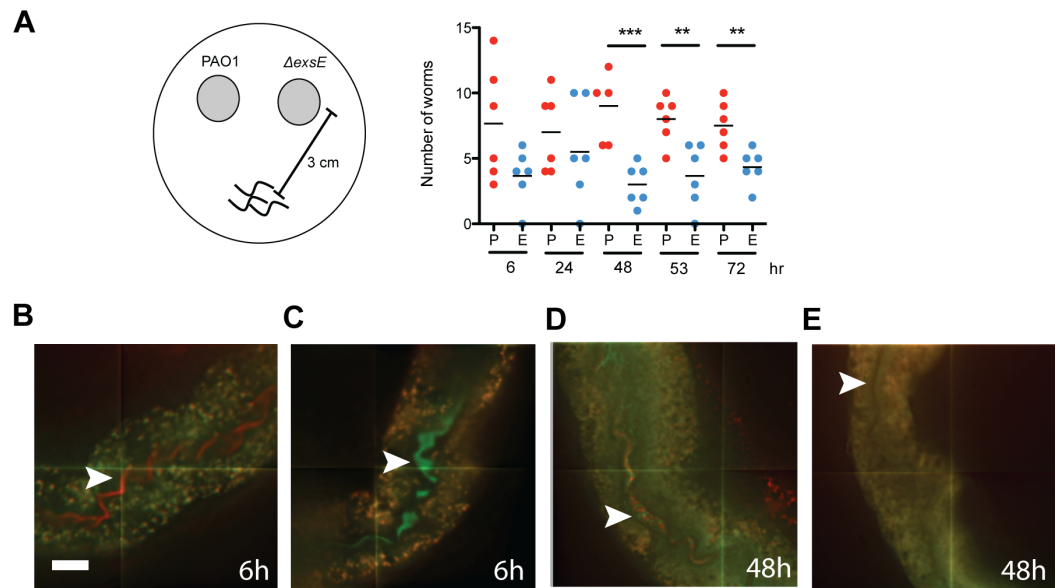 A
PAO1
ΔexsE
3 cm
Number of worms
15
10
5
0
*** ** **
P E P E P E P E P E
6 24 48 53 72 hr
B C D E
6h 6h 48h 48h